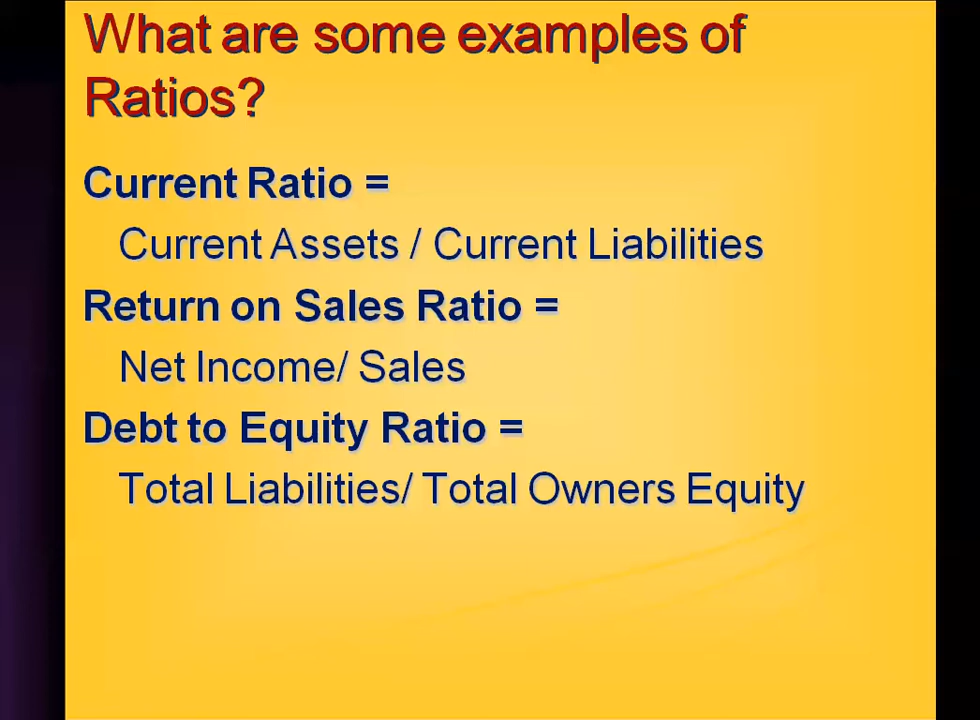 What are some examples of
Ratios?
Current Ratio =
Current Assets / Current Liabilities
Return on Sales Ratio =
Net Income/ Sales
Debt to Equity Ratio =
Total Liabilities/ Total Owners Equity